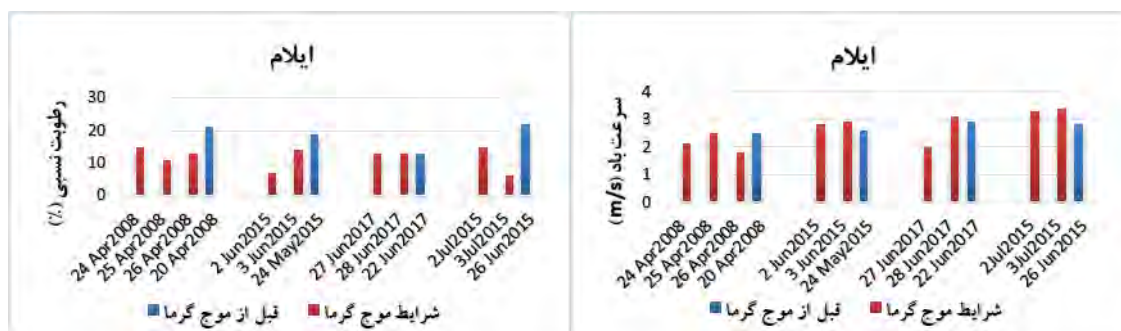 ایلام
رطوبت نسبی (٪)
30
20
10
0
24 Apr2008
25 Apr2008
26 Apr2008
20 Apr2008
2 Jun2015
3 Jun2015
24 May2015
27 Jun2017
28 Jun2017
22 Jun2017
2Jul2015
3Jul2015
26 Jun2015
شرایط موج گرما قبل از موج گرما
ایلام
سرعت باد (m/s)
4
3
2
1
0
24 Apr2008
25 Apr2008
26 Apr2008
20 Apr2008
2 Jun2015
3 Jun2015
24 May2015
27 Jun2017
28 Jun2017
22 Jun2017
2Jul2015
3Jul2015
26 Jun2015
شرایط موج گرما قبل از موج گرما